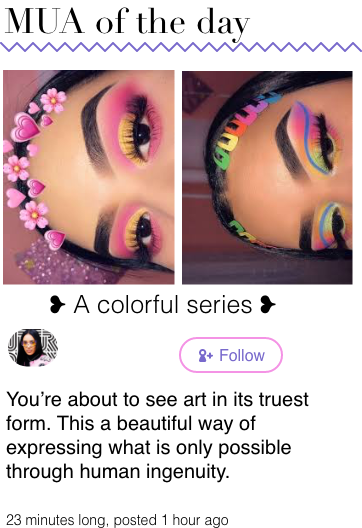 MUA of the day
❥ A colorful series ❥
Follow
You’re about to see art in its truest
form. This a beautiful way of
expressing what is only possible
through human ingenuity.
23 minutes long, posted 1 hour ago